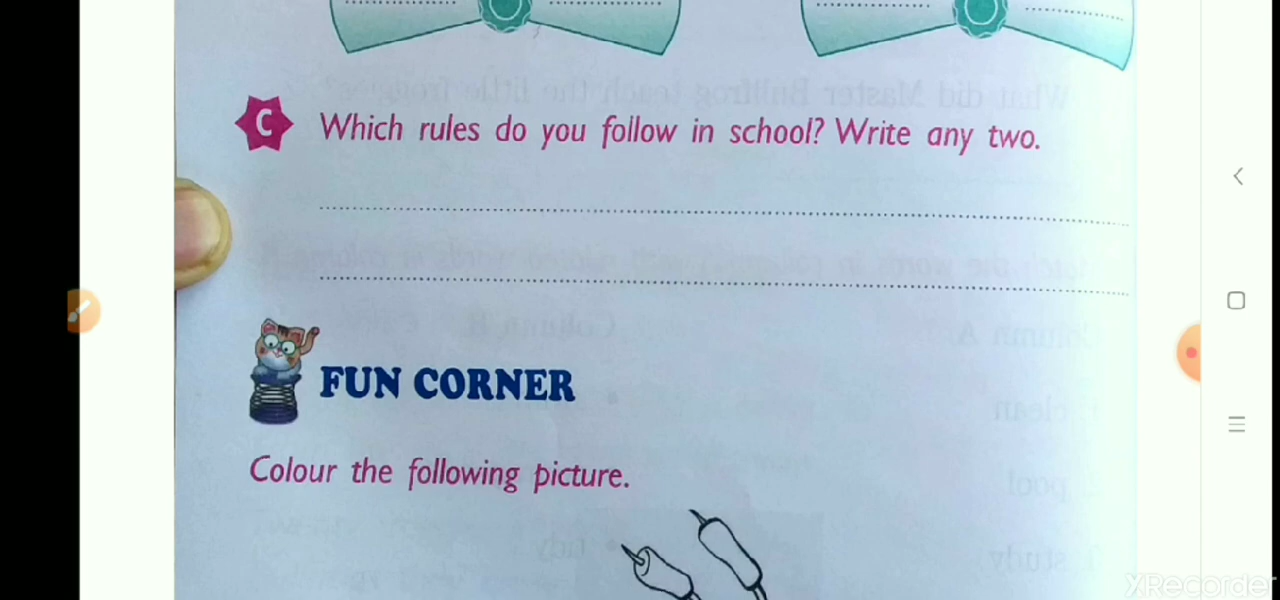 C Which rules do you follow in school? Write any two.
FUN CORNER
Colour the following picture.
XRecorder